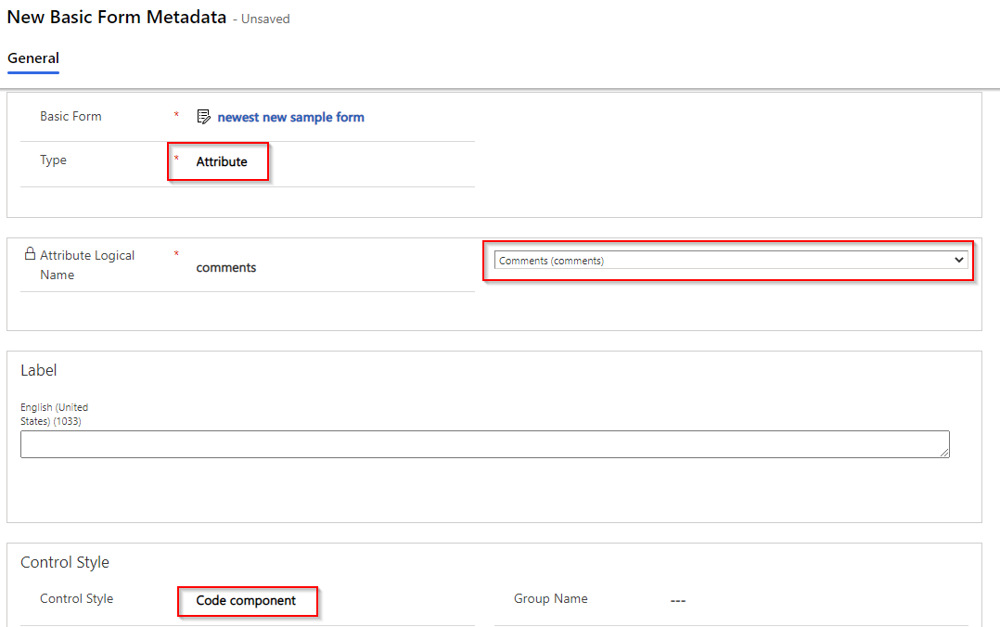 New Basic Form Metadata - Unsaved
General
Basic Form * newest new sample form
Type * Attribute
Attribute Logical Name * comments
Comments (comments)
Label
English (United
States) (1033)
Control Style
Control Style Code component
Group Name ---